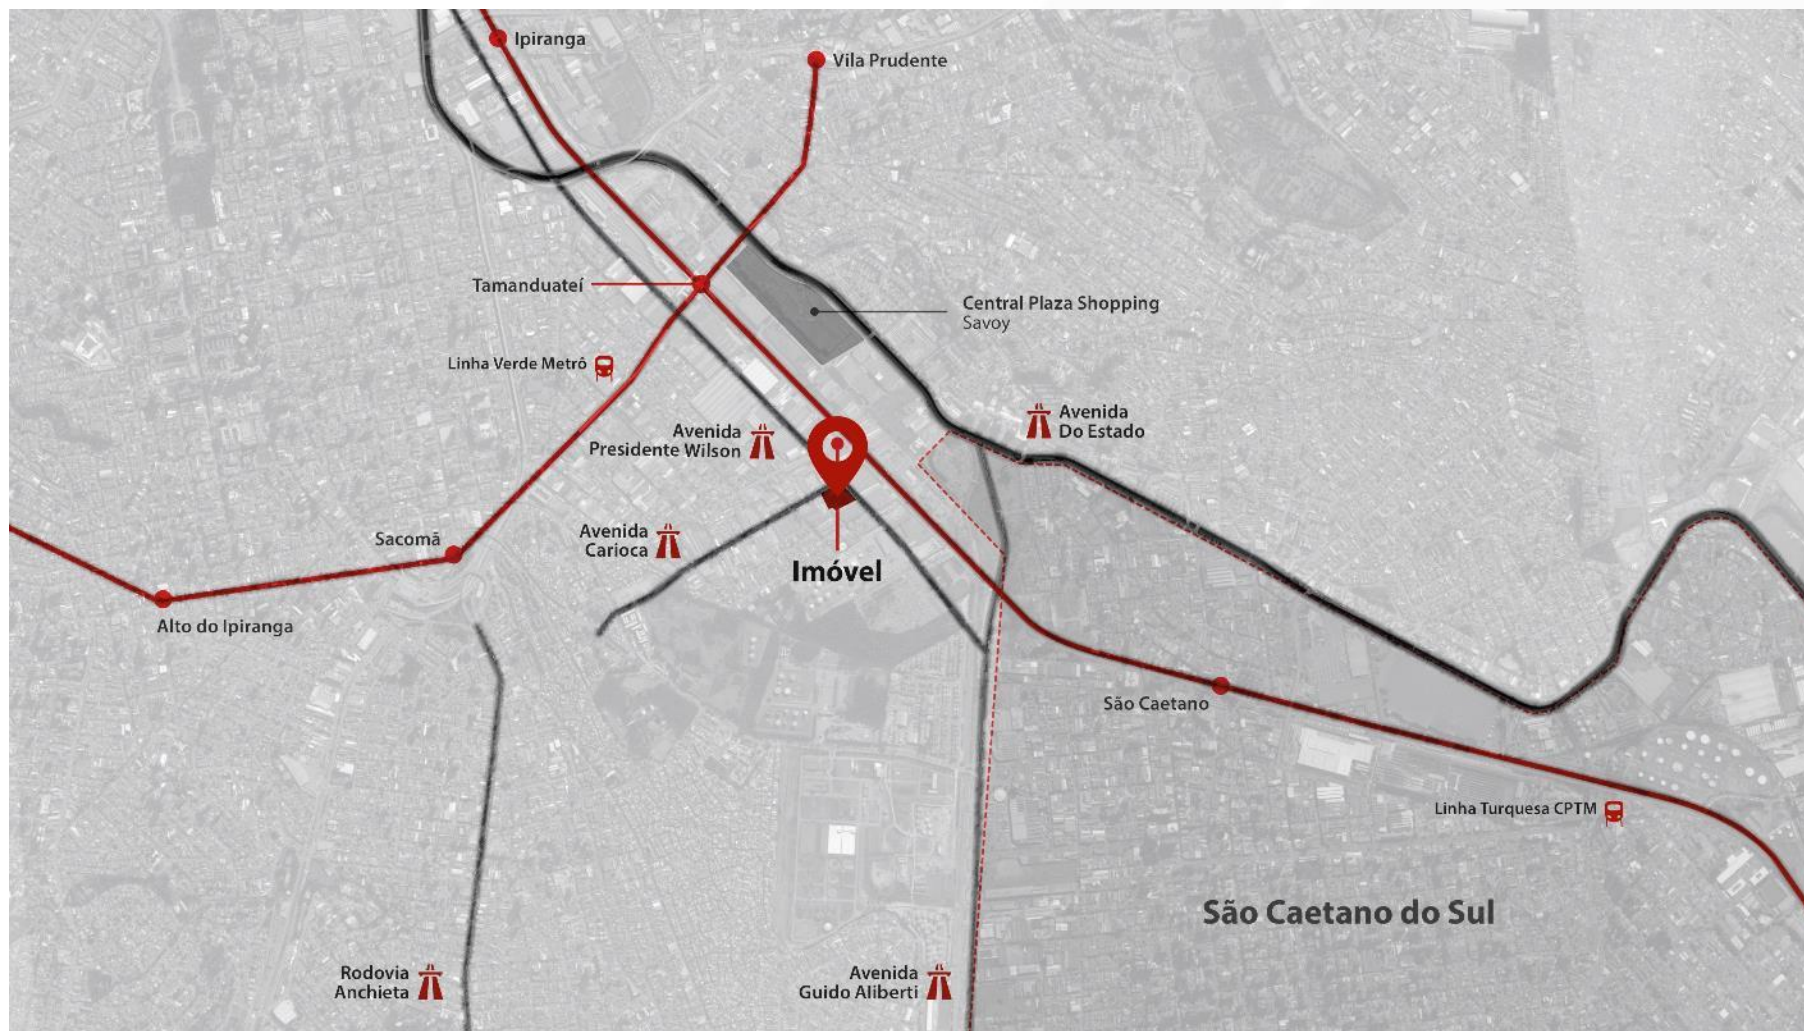 Ipiranga
Vila Prudente
Tamanduateí
Central Plaza Shopping
Savoy
Linha Verde Metrô
Avenida
Do Estado
Avenida
Presidente Wilson
Avenida
Carioca
Sacomã
Imóvel
Alto do Ipiranga
São Caetano
Linha Turquesa CPTM
São Caetano do Sul
Rodovia
Anchieta
Avenida
Guido Aliberti